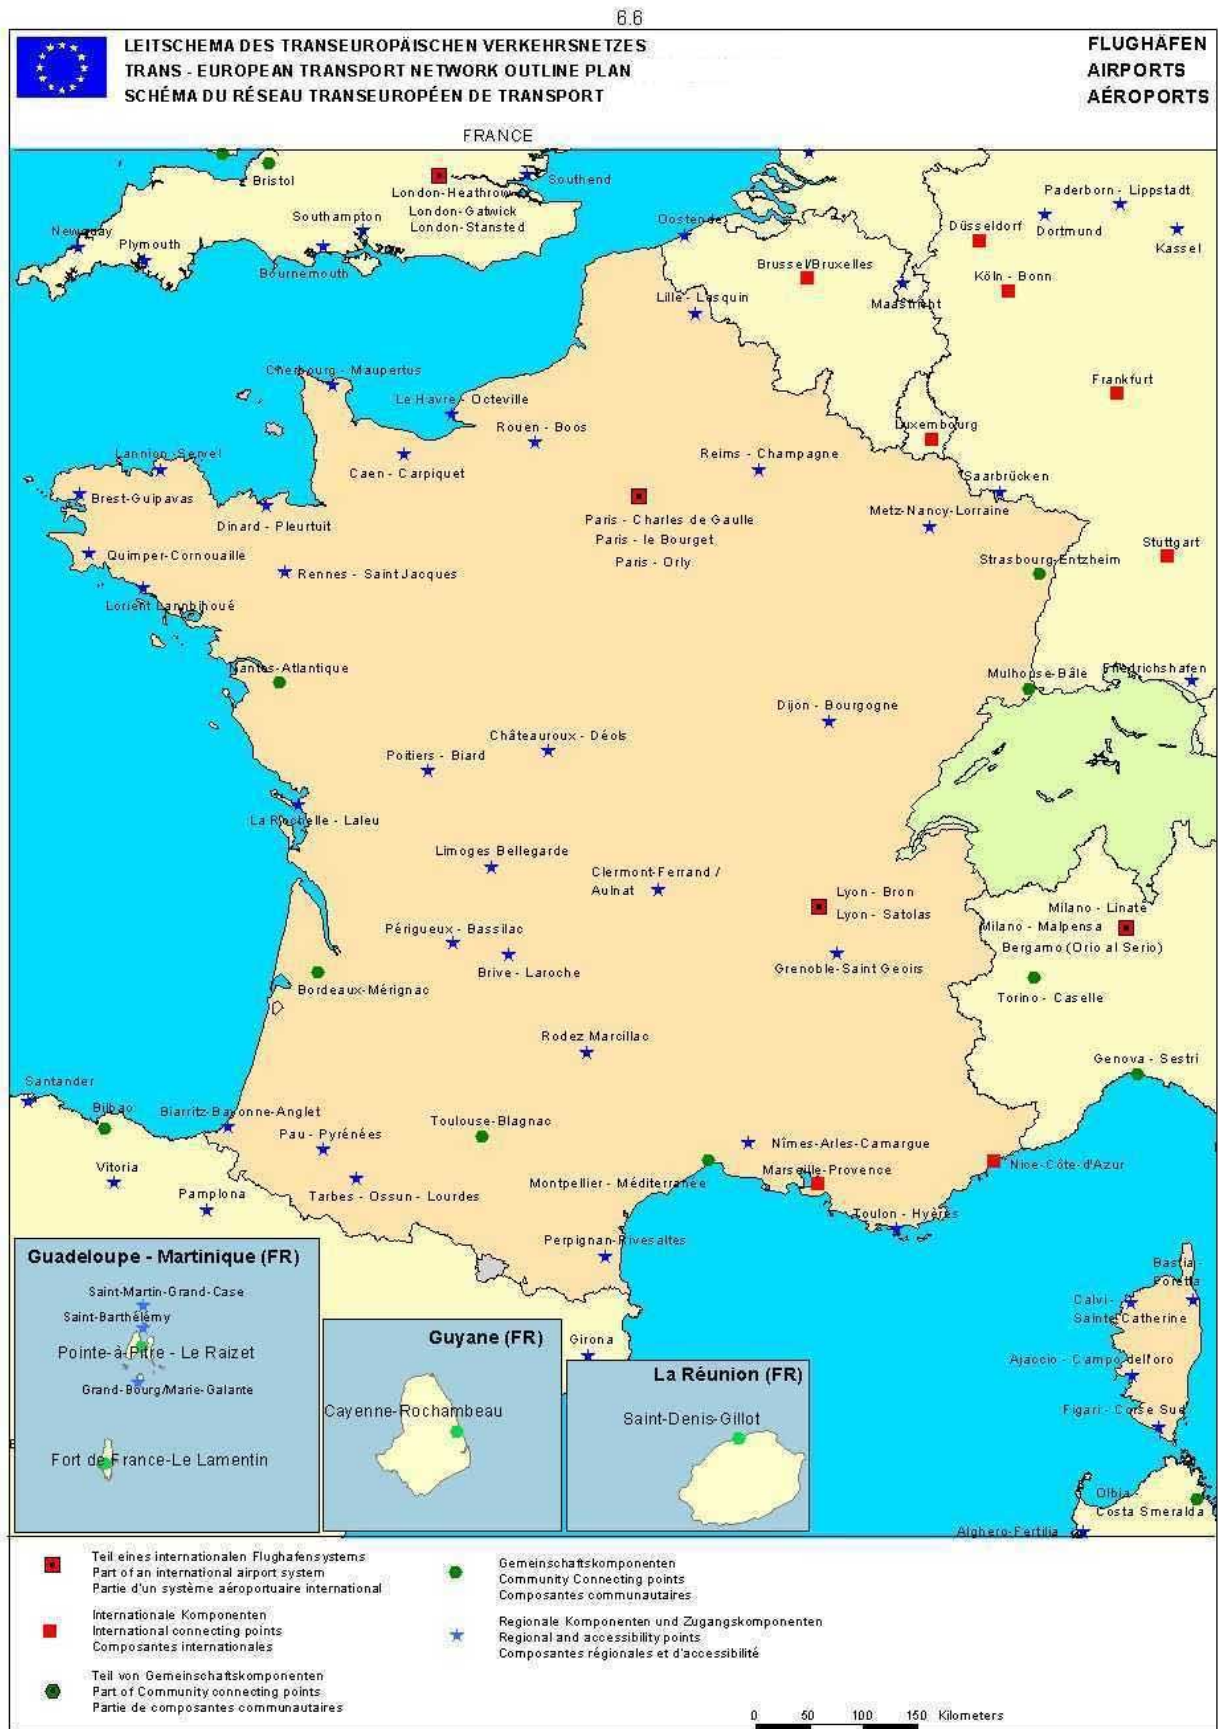 6.6
LEITSCHEMA DES TRANSEUROPÄISCHEN VERKEHRSNETZES
TRANS - EUROPEAN TRANSPORT NETWORK OUTLINE PLAN
SCHÉMA DU RÉSEAU TRANSEUROPÉEN DE TRANSPORT
FLUGHÄFEN
AIRPORTS
AÉROPORTS
FRANCE
Bristol
London-Heathrow
London-Gatwick
London-Stansted
Southend
Southampton
Newquay
Plymouth
Bournemouth
Oostende
Brussel/Bruxelles
Maastricht
Düsseldorf
Paderborn - Lippstadt
Dortmund
Kassel
Köln - Bonn
Lille - Lesquin
Frankfurt
Cherbourg - Maupertus
Le Havre - Octeville
Rouen - Boos
Luxembourg
Lannion-Servel
Caen - Carpiquet
Reims - Champagne
Saarbrücken
Brest-Guipavas
Dinard - Pleurtuit
Paris - Charles de Gaulle
Paris - le Bourget
Paris - Orly
Metz-Nancy-Lorraine
Stuttgart
Strasbourg-Entzheim
Quimper-Cornouaille
Rennes - Saint Jacques
Lorient Lannbihoué
Nantes-Atlantique
Mulhouse-Bâle
Friedrichshafen
Dijon - Bourgogne
Châteauroux - Déols
Poitiers - Biard
La Rochelle - Laleu
Limoges Bellegarde
Clermont-Ferrand /
Aulnat
Lyon - Bron
Lyon - Satolas
Milano - Linate
Milano - Malpensa
Bergamo (Orio al Serio)
Périgueux - Bassilac
Brive - Laroche
Grenoble-Saint Geoirs
Bordeaux-Mérignac
Torino - Caselle
Rodez Marcillac
Genova - Sestri
Santander
Bilbao
Biarritz-Bayonne-Anglet
Toulouse-Blagnac
Pau - Pyrénées
Nîmes-Arles-Camargue
Vitoria
Marseille-Provence
Nice-Côte-d'Azur
Pamplona
Tarbes - Ossun - Lourdes
Montpellier - Méditerranée
Toulon - Hyères
Perpignan-Rivesaltes
Girona
Bastia -
Poretta
Calvi -
Sainte Catherine
Ajaccio - Campo dell'oro
Figari - Corse Sud
Olbia -
Costa Smeralda
Alghero-Fertilia
Guadeloupe - Martinique (FR)
Saint-Martin-Grand-Case
Saint-Barthélémy
Pointe-à-Pitre - Le Raizet
Grand-Bourg/Marie-Galante
Fort de France-Le Lamentin
Guyane (FR)
Cayenne-Rochambeau
La Réunion (FR)
Saint-Denis-Gillot
Teil eines internationalen Flughafensystems
Part of an international airport system
Partie d'un système aéroportuaire international
Internationale Komponenten
International connecting points
Composantes internationales
Teil von Gemeinschaftskomponenten
Part of Community connecting points
Partie de composantes communautaires
Gemeinschaftskomponenten
Community Connecting points
Composantes communautaires
Regionale Komponenten und Zugangskomponenten
Regional and accessibility points
Composantes régionales et d'accessibilité
0 50 100 150 Kilometers